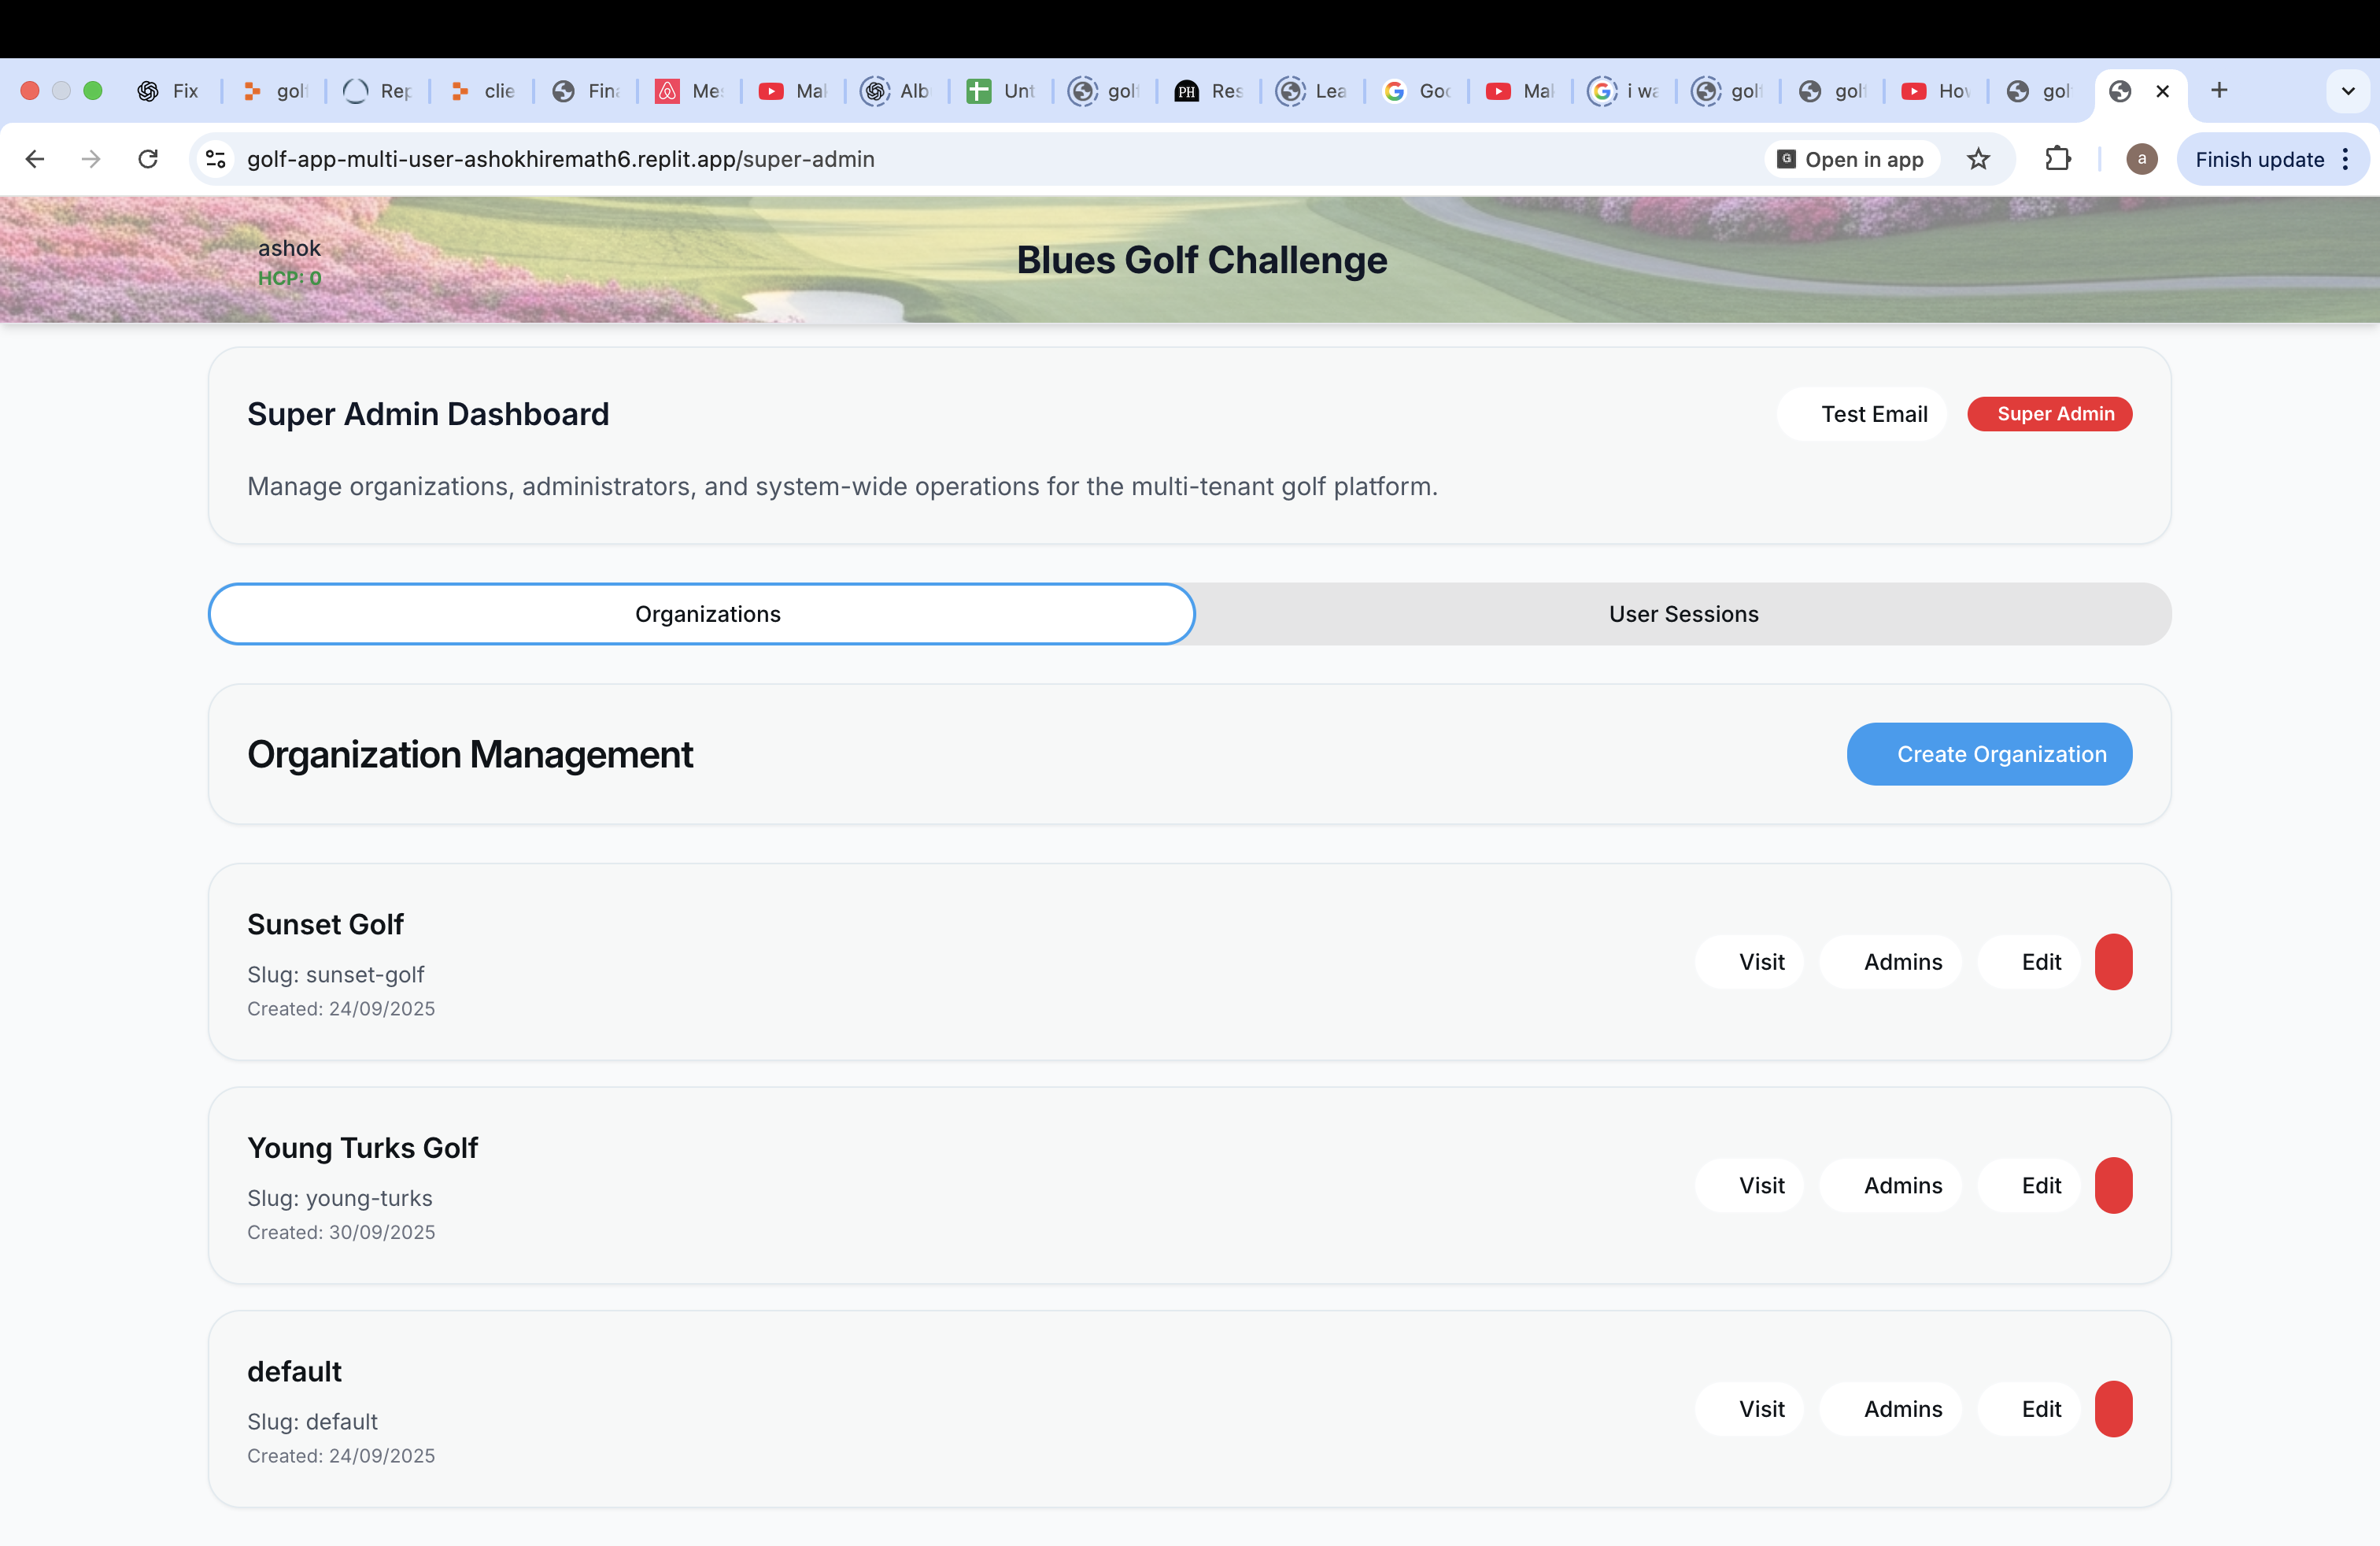 Fix
gol
Rep
clie
Fin
Me
Mal
Alb
Unt
golf
PH
Res
Lea
Goo
Mal
i wa
golf
golf
Hov
gol
golf-app-multi-user-ashokhiremath6.replit.app/super-admin
G
Open in app
a
Finish update
ashok
HCP: 0
Blues Golf Challenge
Super Admin Dashboard
Test Email
Super Admin
Manage organizations, administrators, and system-wide operations for the multi-tenant golf platform.
Organizations
User Sessions
Organization Management
Create Organization
Sunset Golf
Slug: sunset-golf
Created: 24/09/2025
Visit
Admins
Edit
Young Turks Golf
Slug: young-turks
Created: 30/09/2025
Visit
Admins
Edit
default
Slug: default
Created: 24/09/2025
Visit
Admins
Edit